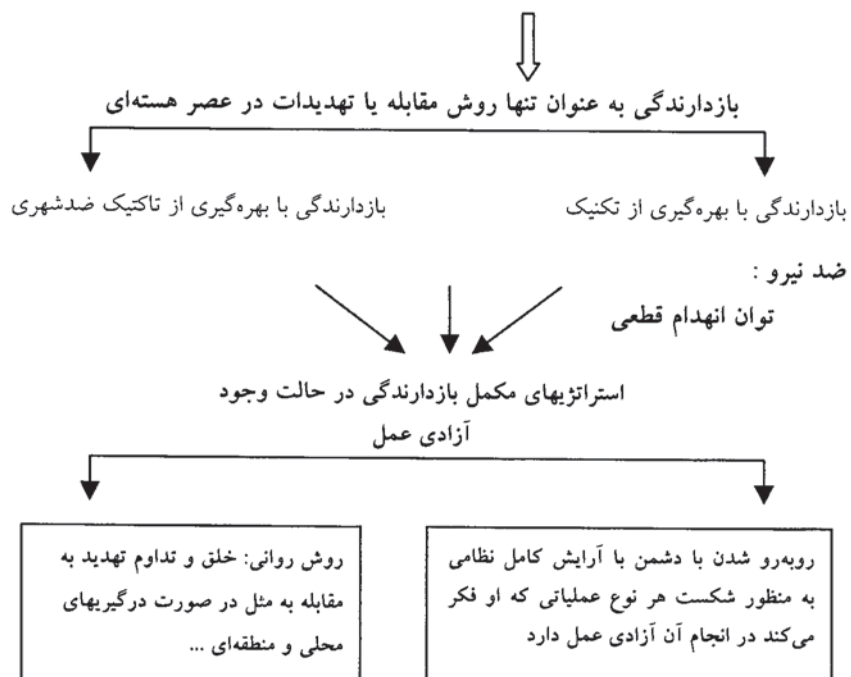 بازدارندگی به عنوان تنها روش مقابله یا تهدیدات در عصر هسته‌ای
بازدارندگی با بهره‌گیری از تکنیک
بازدارندگی با بهره‌گیری از تاکتیک ضدشهری
ضد نیرو :
توان انهدام قطعی
استراتژیهای مکمل بازدارندگی در حالت وجود
آزادی عمل
روبه‌رو شدن با دشمن با آرایش کامل نظامی
به منظور شکست هر نوع عملیاتی که او فکر
می‌کند در انجام آن آزادی عمل دارد
روش روانی: خلق و تداوم تهدید به
مقابله به مثل در صورت درگیریهای
محلی و منطقه‌ای ...